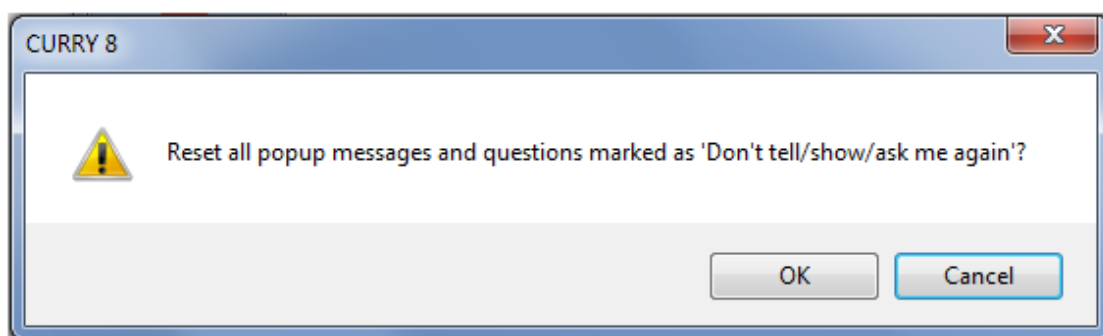 CURRY 8
Reset all popup messages and questions marked as 'Don't tell/show/ask me again'?
OK
Cancel